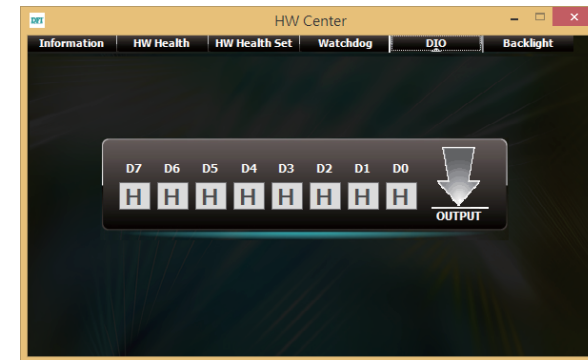 DFI HW Center
Information HW Health HW Health Set Watchdog DIO Backlight
D7 D6 D5 D4 D3 D2 D1 D0
H H H H H H H H
OUTPUT